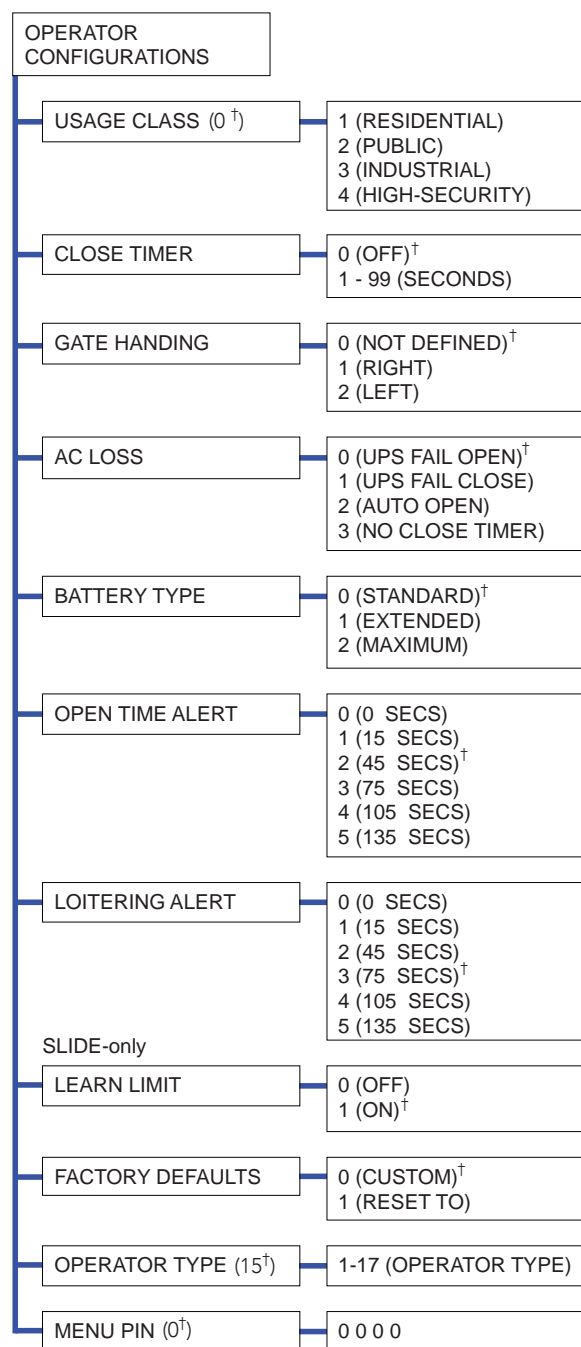 OPERATOR
CONFIGURATIONS
USAGE CLASS (0 †)
1 (RESIDENTIAL)
2 (PUBLIC)
3 (INDUSTRIAL)
4 (HIGH-SECURITY)
CLOSE TIMER
0 (OFF)†
1 - 99 (SECONDS)
GATE HANDING
0 (NOT DEFINED)†
1 (RIGHT)
2 (LEFT)
AC LOSS
0 (UPS FAIL OPEN)†
1 (UPS FAIL CLOSE)
2 (AUTO OPEN)
3 (NO CLOSE TIMER)
BATTERY TYPE
0 (STANDARD)†
1 (EXTENDED)
2 (MAXIMUM)
OPEN TIME ALERT
0 (0 SECS)
1 (15 SECS)
2 (45 SECS)†
3 (75 SECS)
4 (105 SECS)
5 (135 SECS)
LOITERING ALERT
0 (0 SECS)
1 (15 SECS)
2 (45 SECS)
3 (75 SECS)†
4 (105 SECS)
5 (135 SECS)
SLIDE-only
LEARN LIMIT
0 (OFF)
1 (ON)†
FACTORY DEFAULTS
0 (CUSTOM)†
1 (RESET TO)
OPERATOR TYPE (15†)
1-17 (OPERATOR TYPE)
MENU PIN (0†)
0 0 0 0